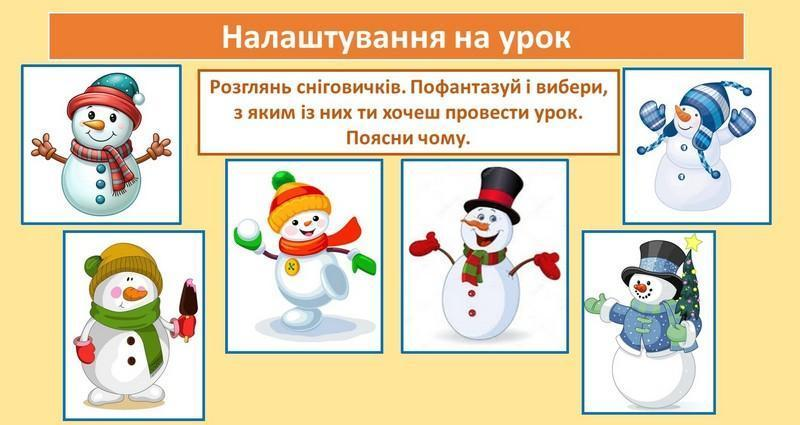 Налаштування на урок
Розглянь сніговичків. Пофантазуй і вибери,
з яким із них ти хочеш провести урок.
Поясни чому.